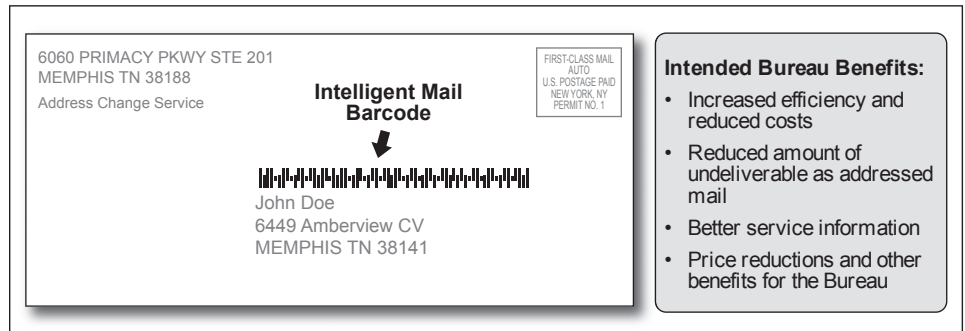 6060 PRIMACY PKWY STE 201
MEMPHIS TN 38188
Address Change Service
FIRST-CLASS MAIL
AUTO
U.S. POSTAGE PAID
NEW YORK, NY
PERMIT NO. 1
Intelligent Mail
Barcode
John Doe
6449 Amberview CV
MEMPHIS TN 38141
Intended Bureau Benefits:
• Increased efficiency and
reduced costs
• Reduced amount of
undeliverable as addressed
mail
• Better service information
• Price reductions and other
benefits for the Bureau